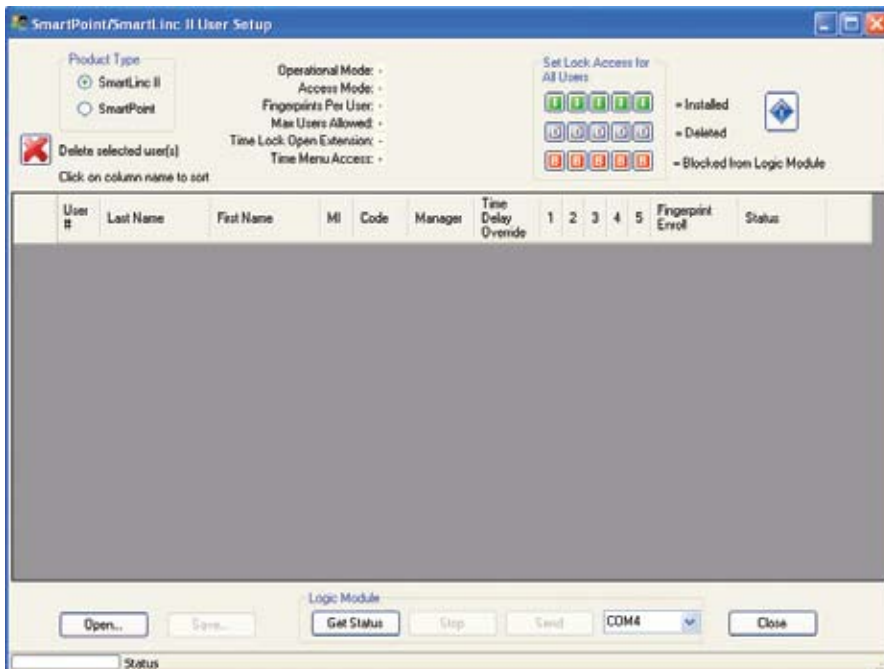 SmartPoint/SmartLinc II User Setup
Product Type
SmartLinc II
SmartPoint
Delete selected user(s)
Click on column name to sort
Operational Mode: -
Access Mode: -
Fingerprints Per User: -
Max Users Allowed: -
Time Lock Open Extension: -
Time Menu Access: -
Set Lock Access for
All Users
I I I I I = Installed
D D D D D = Deleted
B B B B B = Blocked from Logic Module
User # Last Name First Name MI Code Manager Time Delay Override 1 2 3 4 5 Fingerprint Enroll Status
Logic Module
Open... Save... Get Status Stop Send COM4 Close
Status